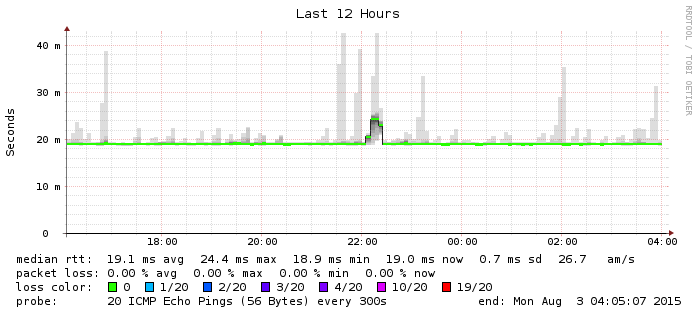 Last 12 Hours
RRDTOOL / TOBI OETIKER
Seconds
40 m
30 m
20 m
10 m
0
18:00 20:00 22:00 00:00 02:00 04:00
median rtt: 19.1 ms avg 24.4 ms max 18.9 ms min 19.0 ms now 0.7 ms sd 26.7 am/s
packet loss: 0.00 % avg 0.00 % max 0.00 % min 0.00 % now
loss color: 0 1/20 2/20 3/20 4/20 10/20 19/20
probe: 20 ICMP Echo Pings (56 Bytes) every 300s end: Mon Aug 3 04:05:07 2015